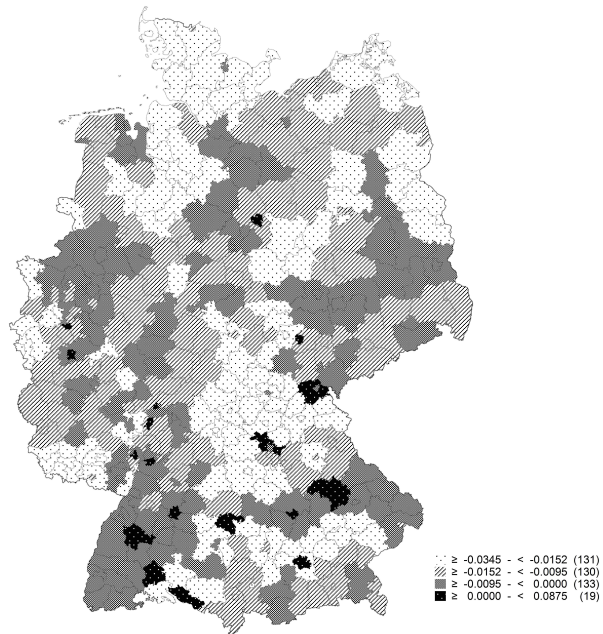 ≥ -0.0345 - < -0.0152 (131)
≥ -0.0152 - < -0.0095 (130)
≥ -0.0095 - < 0.0000 (133)
≥ 0.0000 - < 0.0875 (19)